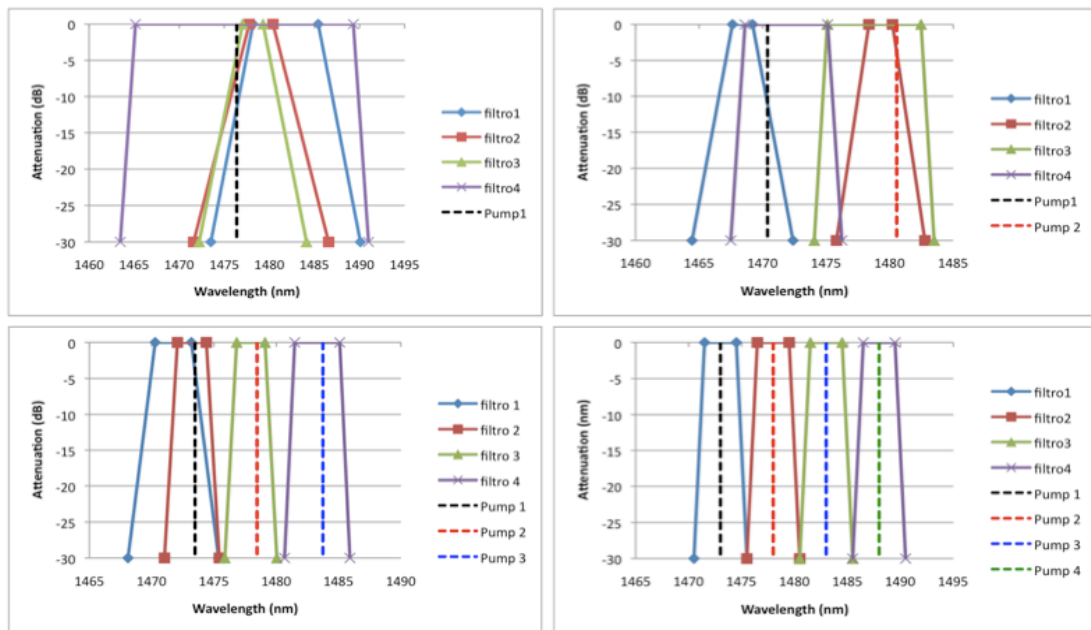 0
-5
-10
-15
-20
-25
-30
1460 1465 1470 1475 1480 1485 1490 1495
Attenuation (dB)
Wavelength (nm)
filtro1
filtro2
filtro3
filtro4
Pump1
0
-5
-10
-15
-20
-25
-30
1460 1465 1470 1475 1480 1485
Attenuation (dB)
Wavelength (nm)
filtro1
filtro2
filtro3
filtro4
Pump1
Pump 2
0
-5
-10
-15
-20
-25
-30
1465 1470 1475 1480 1485 1490
Attenuation (dB)
Wavelength (nm)
filtro 1
filtro 2
filtro 3
filtro 4
Pump 1
Pump 2
Pump 3
0
-5
-10
-15
-20
-25
-30
1465 1470 1475 1480 1485 1490 1495
Attenuation (nm)
Wavelength (nm)
filtro1
filtro2
filtro3
filtro4
Pump 1
Pump 2
Pump 3
Pump 4